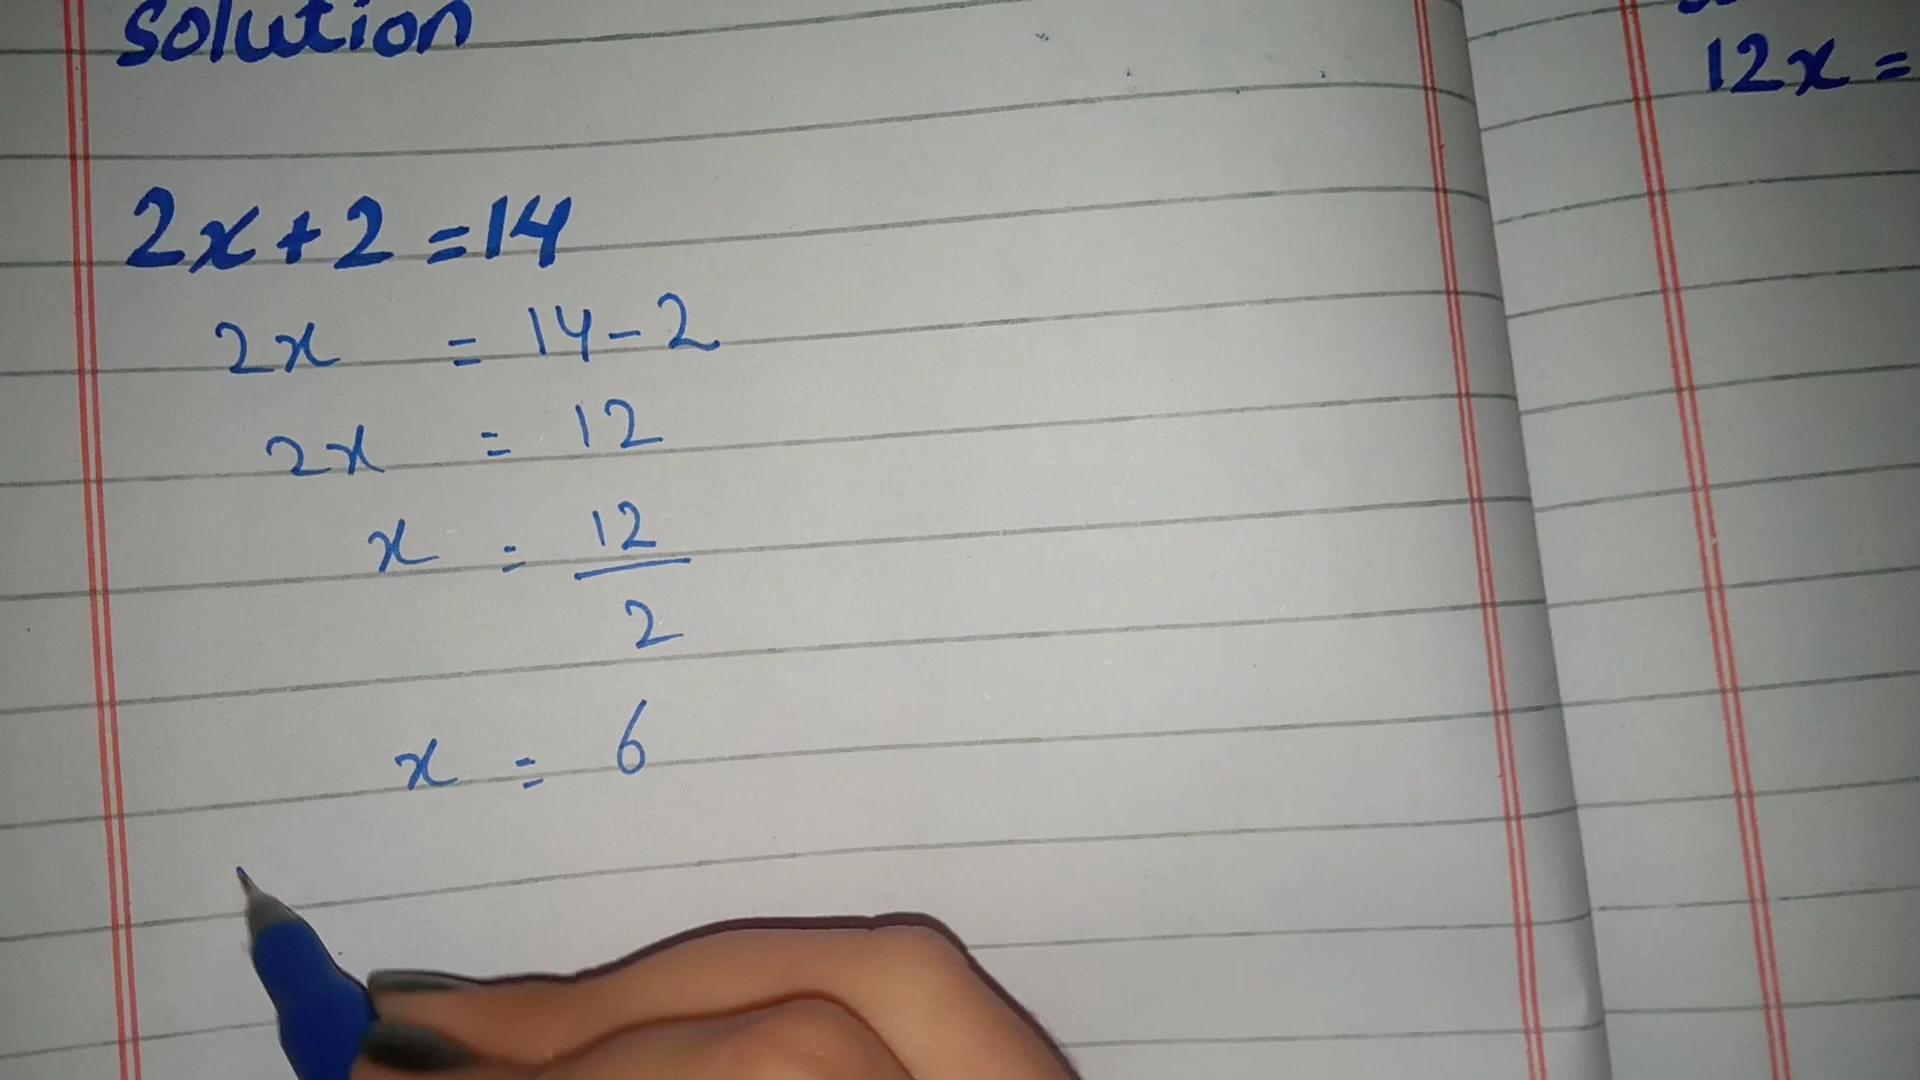 Solution
2x+2=14
2x = 14-2
2x = 12
x = 12/2
x = 6
12x =